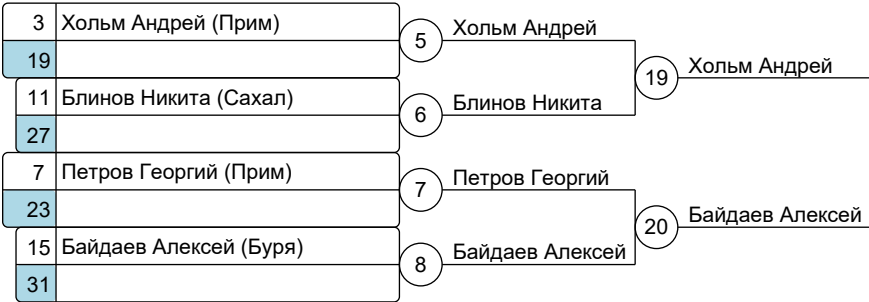 3 Хольм Андрей (Прим)
19
11 Блинов Никита (Сахал)
27
7 Петров Георгий (Прим)
23
15 Байдаев Алексей (Буря)
31
5 Хольм Андрей
6 Блинов Никита
7 Петров Георгий
8 Байдаев Алексей
19 Хольм Андрей
20 Байдаев Алексей